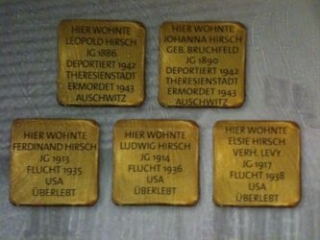 HIER WOHNTE
LEOPOLD HIRSCH
JG 1886
DEPORTIERT 1942
THERESIENSTADT
ERMORDET 1943
AUSCHWITZ
HIER WOHNTE
JOHANNA HIRSCH
GEB. BRUCHFELD
JG 1890
DEPORTIERT 1942
THERESIENSTADT
ERMORDET 1943
AUSCHWITZ
HIER WOHNTE
FERDINAND HIRSCH
JG 1913
FLUCHT 1935
USA
ÜBERLEBT
HIER WOHNTE
LUDWIG HIRSCH
JG 1914
FLUCHT 1936
USA
ÜBERLEBT
HIER WOHNTE
ELSIE HIRSCH
VERH. LEVY
JG 1917
FLUCHT 1938
USA
ÜBERLEBT